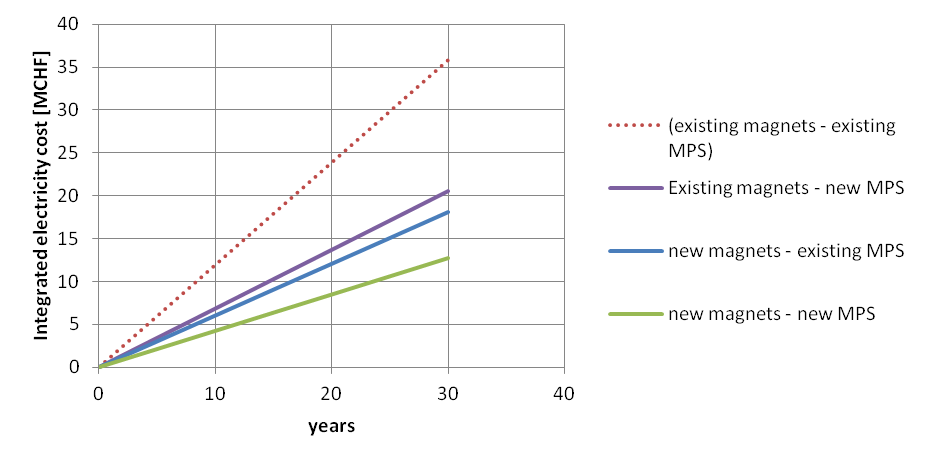 40
35
30
25
20
15
10
5
0
0 10 20 30 40
Integrated electricity cost [MCHF]
years
(existing magnets - existing
MPS)
Existing magnets - new MPS
new magnets - existing MPS
new magnets - new MPS